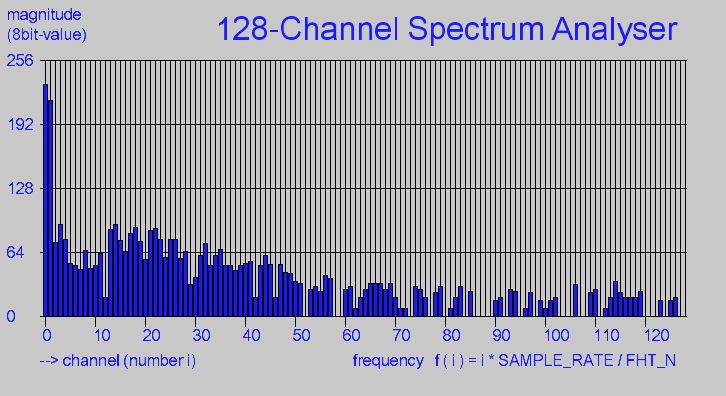 magnitude
(8bit-value)
128-Channel Spectrum Analyser
256
192
128
64
0
0 10 20 30 40 50 60 70 80 90 100 110 120
--> channel (number i) frequency f ( i ) = i * SAMPLE_RATE / FHT_N